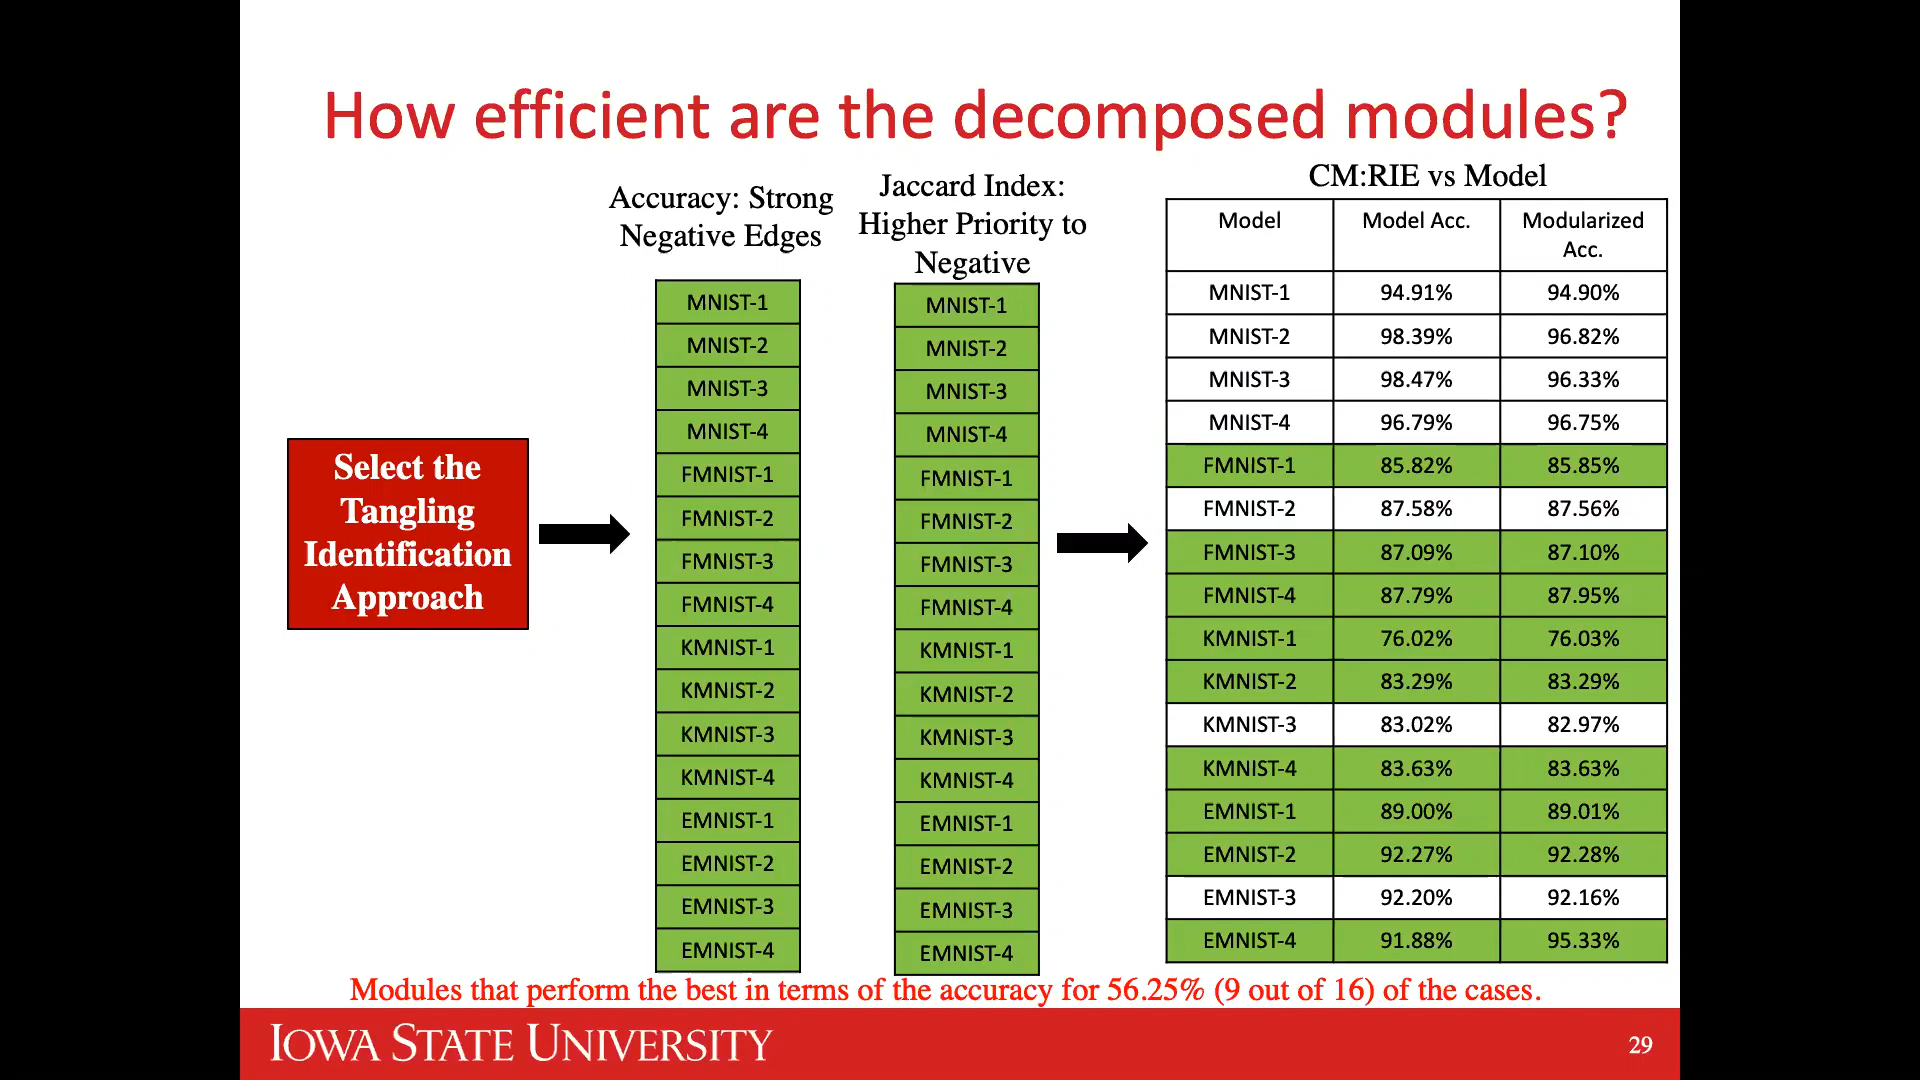 How efficient are the decomposed modules?
Select the
Tangling
Identification
Approach
Accuracy: Strong
Negative Edges
MNIST-1
MNIST-2
MNIST-3
MNIST-4
FMNIST-1
FMNIST-2
FMNIST-3
FMNIST-4
KMNIST-1
KMNIST-2
KMNIST-3
KMNIST-4
EMNIST-1
EMNIST-2
EMNIST-3
EMNIST-4
Jaccard Index:
Higher Priority to
Negative
MNIST-1
MNIST-2
MNIST-3
MNIST-4
FMNIST-1
FMNIST-2
FMNIST-3
FMNIST-4
KMNIST-1
KMNIST-2
KMNIST-3
KMNIST-4
EMNIST-1
EMNIST-2
EMNIST-3
EMNIST-4
CM:RIE vs Model
Model Model Acc. Modularized
Acc.
MNIST-1 94.91% 94.90%
MNIST-2 98.39% 96.82%
MNIST-3 98.47% 96.33%
MNIST-4 96.79% 96.75%
FMNIST-1 85.82% 85.85%
FMNIST-2 87.58% 87.56%
FMNIST-3 87.09% 87.10%
FMNIST-4 87.79% 87.95%
KMNIST-1 76.02% 76.03%
KMNIST-2 83.29% 83.29%
KMNIST-3 83.02% 82.97%
KMNIST-4 83.63% 83.63%
EMNIST-1 89.00% 89.01%
EMNIST-2 92.27% 92.28%
EMNIST-3 92.20% 92.16%
EMNIST-4 91.88% 95.33%
Modules that perform the best in terms of the accuracy for 56.25% (9 out of 16) of the cases.
IOWA STATE UNIVERSITY
29